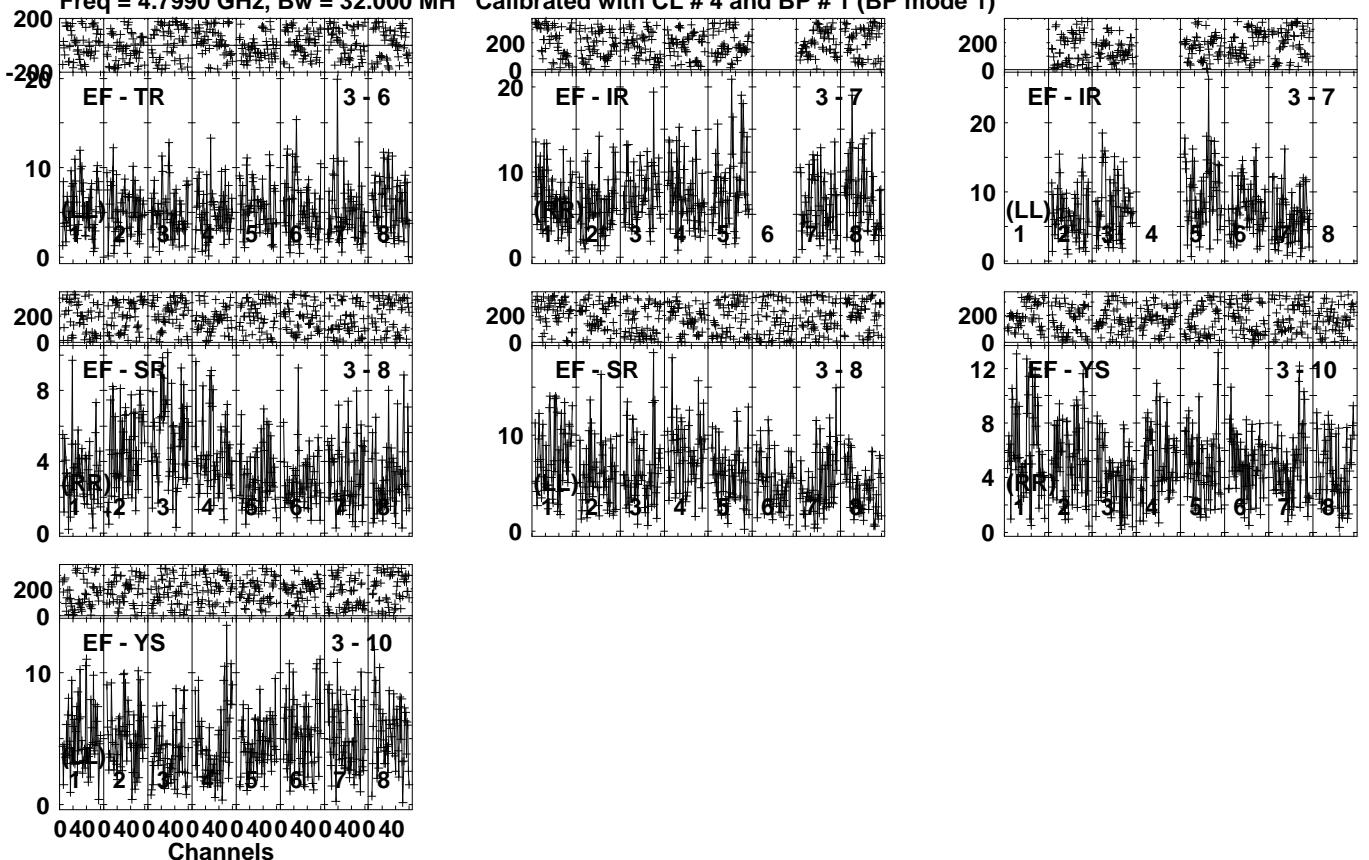 Freq = 4.7990 GHz, Bw = 32.000 MH Calibrated with CL # 4 and BP # 1 (BP mode 1)
200
-200
20
10
0
EF - TR 3 - 6
(LL)
1 2 3 4 5 6 7 8
200
0
20
10
0
EF - IR 3 - 7
(RR)
1 2 3 4 5 6 7 8
200
0
20
10
0
EF - IR 3 - 7
(LL)
1 2 3 4 5 6 7 8
200
0
8
4
0
EF - SR 3 - 8
(RR)
1 2 3 4 5 6 7 8
200
0
10
0
EF - SR 3 - 8
(LL)
1 2 3 4 5 6 7 8
200
0
12
8
4
0
EF - YS 3 - 10
(RR)
1 2 3 4 5 6 7 8
200
0
10
0
EF - YS 3 - 10
(LL)
1 2 3 4 5 6 7 8
0 40 0 40 0 40 0 40 0 40 0 40 0 40 0 40
Channels